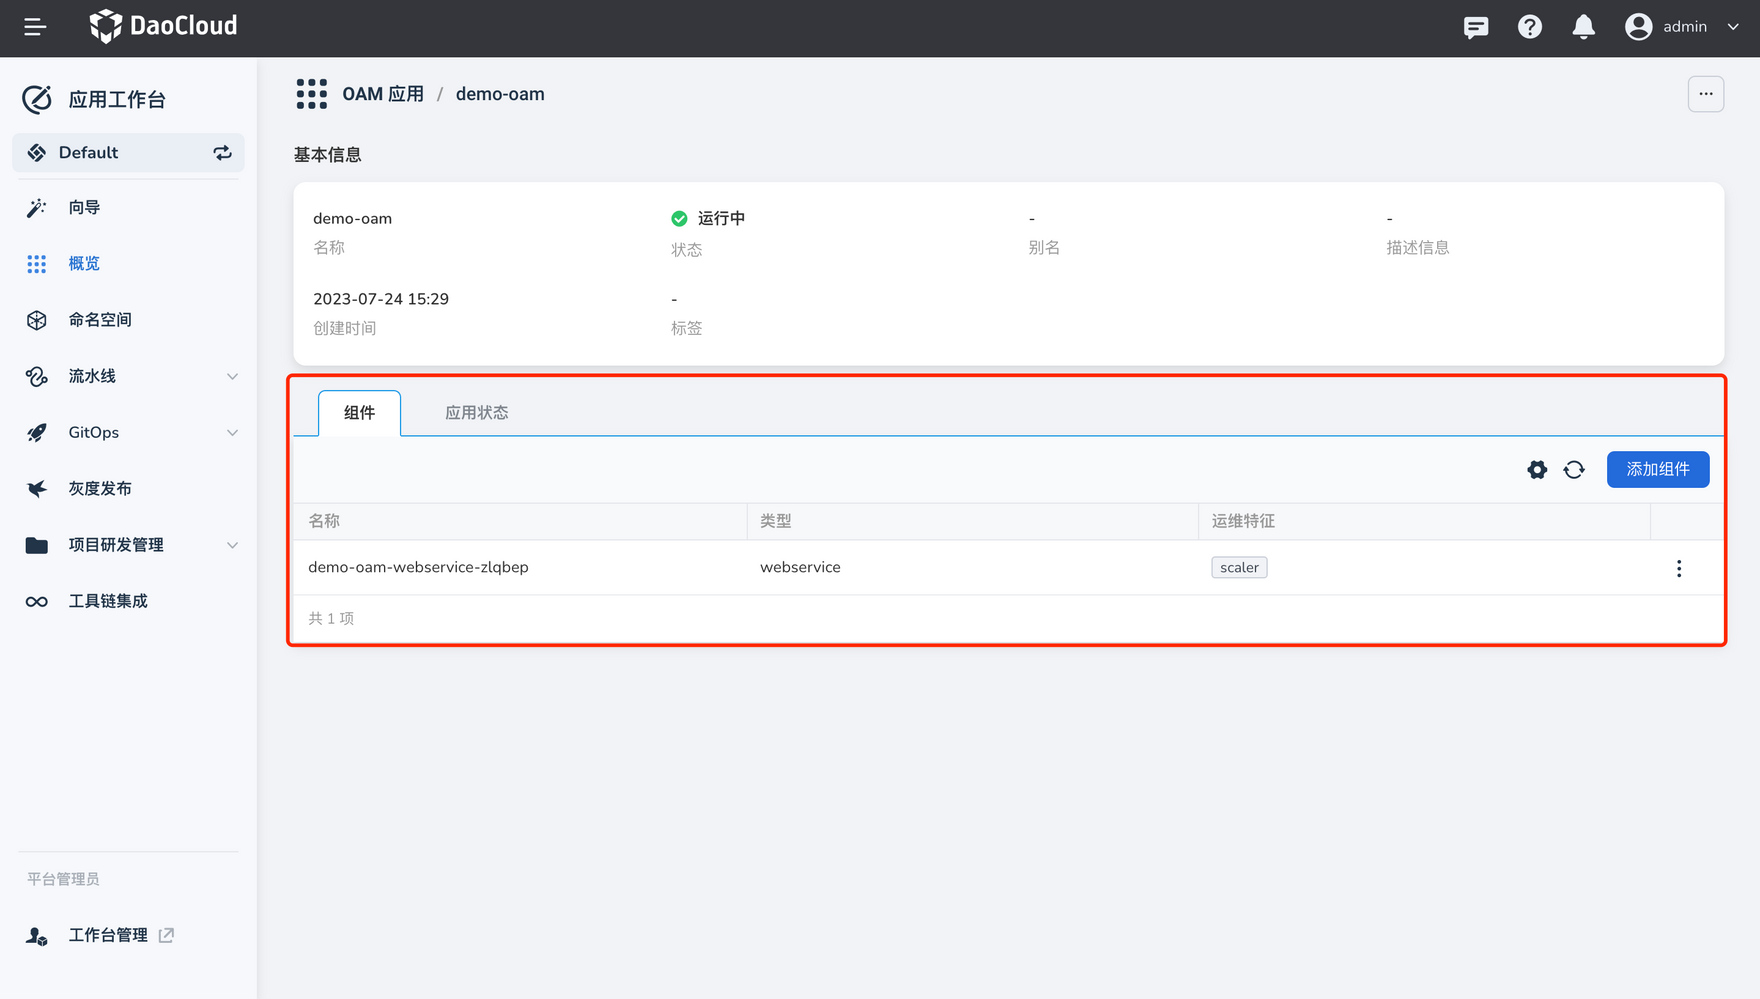 DaoCloud
admin
应用工作台
Default
向导
概览
命名空间
流水线
GitOps
灰度发布
项目研发管理
工具链集成
平台管理员
工作台管理
OAM 应用 / demo-oam
基本信息
demo-oam
名称
运行中
状态
-
别名
-
描述信息
2023-07-24 15:29
创建时间
-
标签
组件 应用状态
添加组件
名称 类型 运维特征
demo-oam-webservice-zlqbep webservice scaler
共 1 项